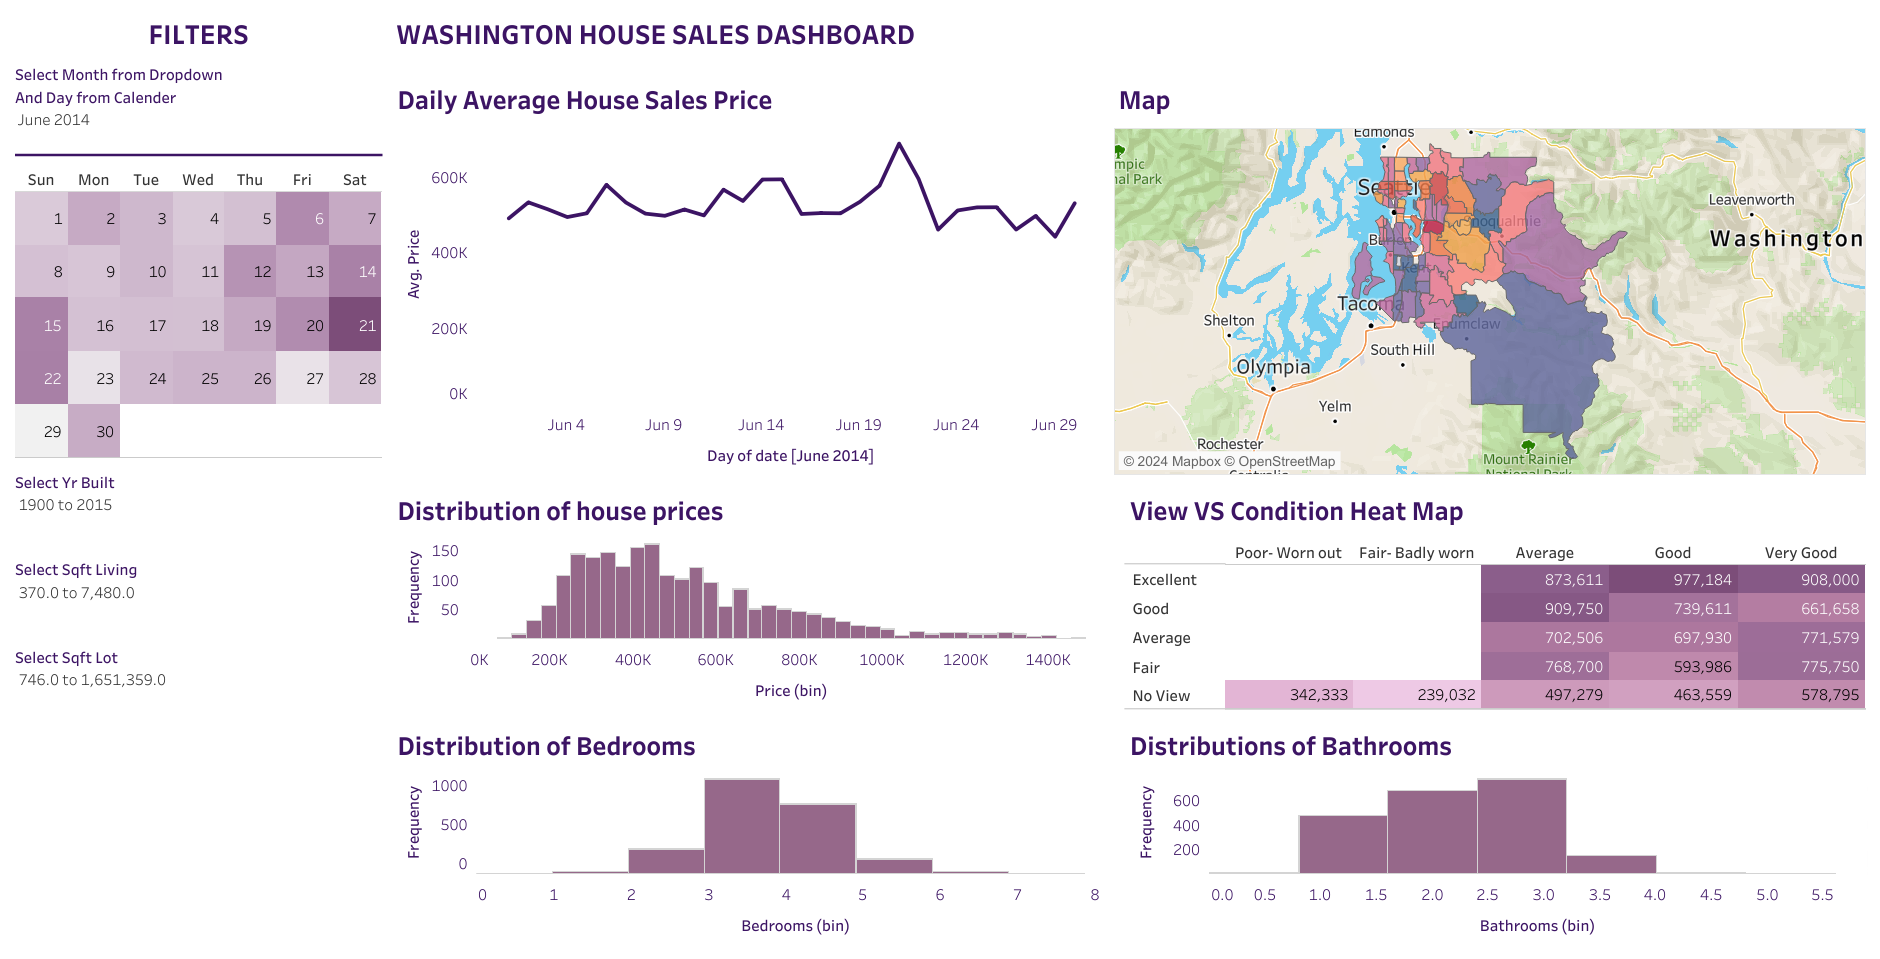 FILTERS
Select Month from Dropdown
And Day from Calender
June 2014
Sun Mon Tue Wed Thu Fri Sat
1 2 3 4 5 6 7
8 9 10 11 12 13 14
15 16 17 18 19 20 21
22 23 24 25 26 27 28
29 30
Select Yr Built
1900 to 2015
Select Sqft Living
370.0 to 7,480.0
Select Sqft Lot
746.0 to 1,651,359.0
WASHINGTON HOUSE SALES DASHBOARD
Daily Average House Sales Price
Avg. Price
600K
400K
200K
0K
Jun 4 Jun 9 Jun 14 Jun 19 Jun 24 Jun 29
Day of date [June 2014]
Map
Edmonds
mpic
nal Park
Seattle
Leavenworth
Snoqualmie
Washington
Burien
Kent
Tacoma
Enumclaw
Shelton
South Hill
Olympia
Yelm
Rochester
Centralia
Mount Rainier
National Park
© 2024 Mapbox © OpenStreetMap
Distribution of house prices
Frequency
150
100
50
0K 200K 400K 600K 800K 1000K 1200K 1400K
Price (bin)
View VS Condition Heat Map
Poor- Worn out Fair- Badly worn Average Good Very Good
Excellent 873,611 977,184 908,000
Good 909,750 739,611 661,658
Average 702,506 697,930 771,579
Fair 768,700 593,986 775,750
No View 342,333 239,032 497,279 463,559 578,795
Distribution of Bedrooms
Frequency
1000
500
0
0 1 2 3 4 5 6 7 8
Bedrooms (bin)
Distributions of Bathrooms
Frequency
600
400
200
0.0 0.5 1.0 1.5 2.0 2.5 3.0 3.5 4.0 4.5 5.0 5.5
Bathrooms (bin)